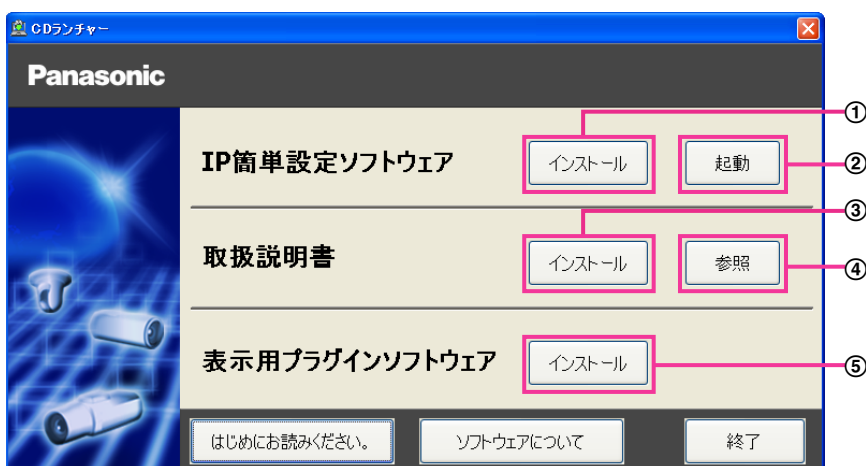 CDランチャー
Panasonic
①
IP簡単設定ソフトウェア インストール 起動 ②
③
取扱説明書 インストール 参照 ④
表示用プラグインソフトウェア インストール ⑤
はじめにお読みください。 ソフトウェアについて 終了